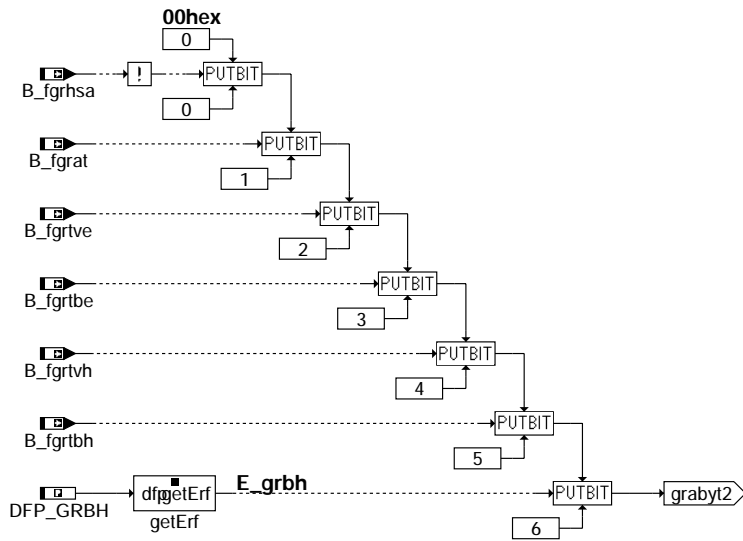 00hex
0
B_fgrhsa
!
PUTBIT
0
B_fgrat
PUTBIT
1
B_fgrtve
PUTBIT
2
B_fgrtbe
PUTBIT
3
B_fgrtvh
PUTBIT
4
B_fgrtbh
PUTBIT
5
DFP_GRBH
dfpgetErf
getErf
E_grbh
PUTBIT
grabyt2
6